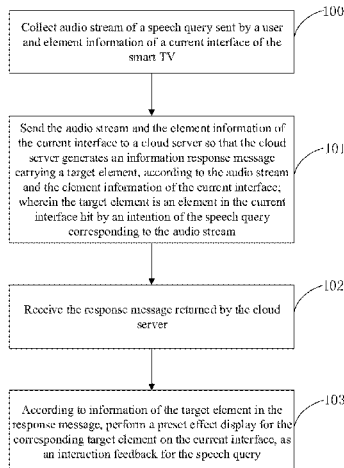 Collect audio stream of a speech query sent by a user
and element information of a current interface of the
smart TV
100
Send the audio stream and the element information of
the current interface to a cloud server so that the cloud
server generates an information response message
carrying a target element, according to the audio stream
and the element information of the current interface;
wherein the target element is an element in the current
interface hit by an intention of the speech query
corresponding to the audio stream
101
Receive the response message returned by the cloud
server
102
According to information of the target element in the
response message, perform a preset effect display for the
corresponding target element on the current interface, as
an interaction feedback for the speech query
103